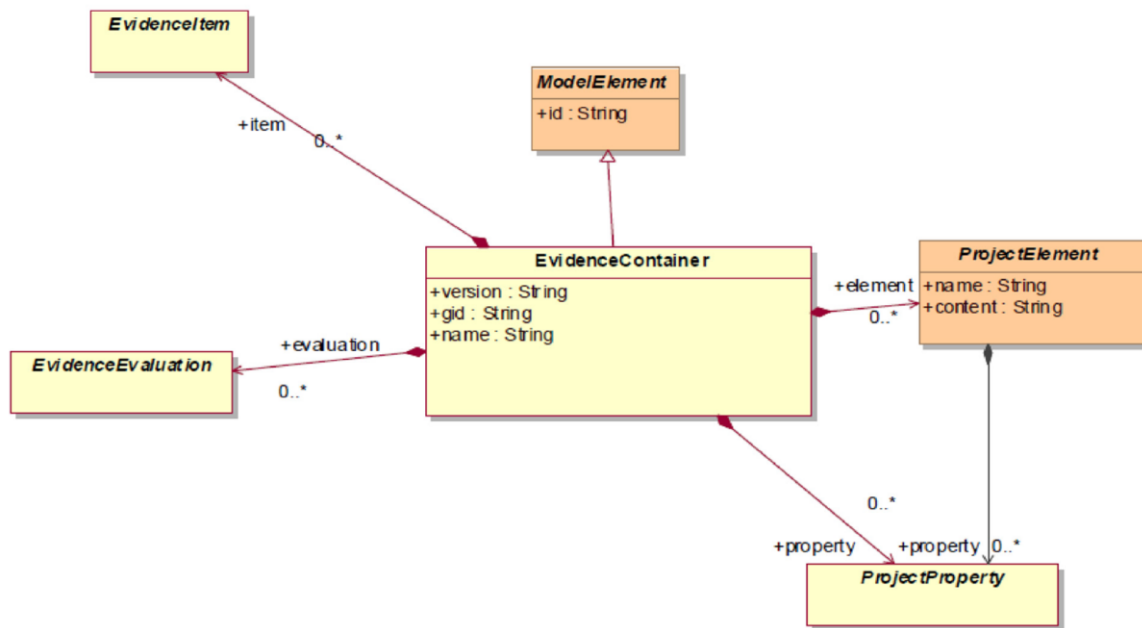 EvidenceItem
ModelElement
+id : String
+item
0..*
EvidenceContainer
+version : String
+gid : String
+name : String
+element
0..*
ProjectElement
+name : String
+content : String
+evaluation
0..*
EvidenceEvaluation
0..*
+property
+property
0..*
ProjectProperty